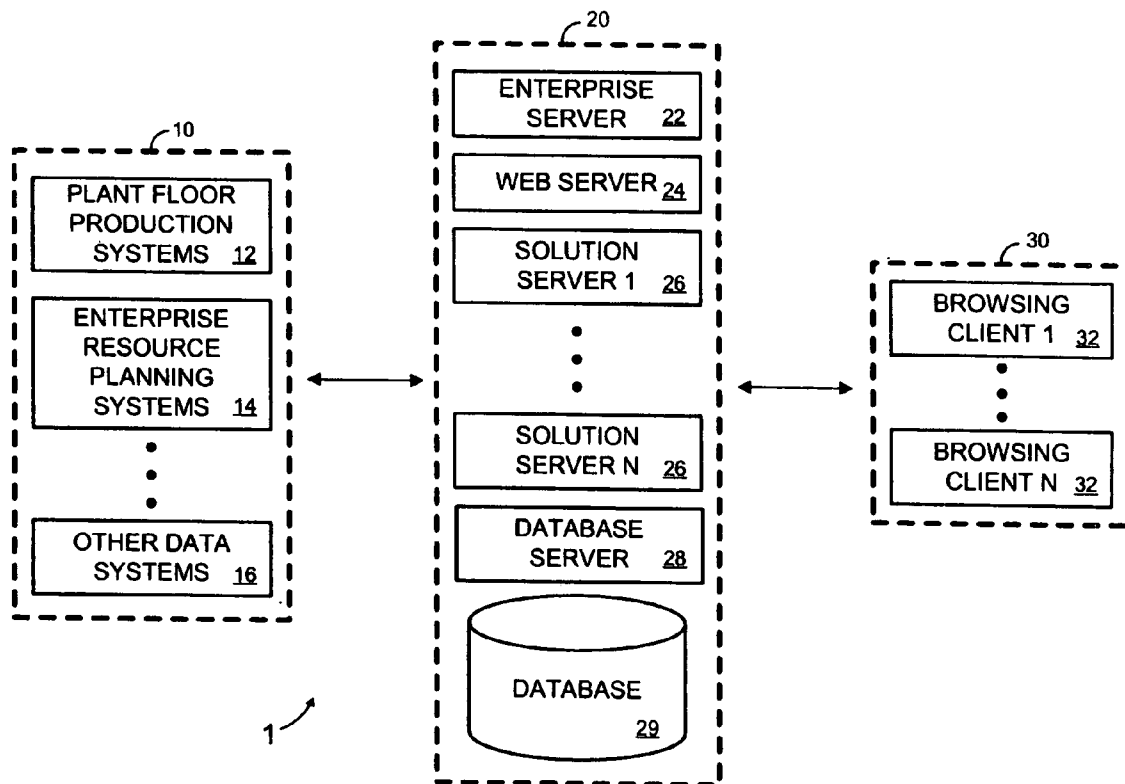 10
PLANT FLOOR
PRODUCTION
SYSTEMS 12
ENTERPRISE
RESOURCE
PLANNING
SYSTEMS 14
OTHER DATA
SYSTEMS 16
20
ENTERPRISE
SERVER 22
WEB SERVER 24
SOLUTION
SERVER 1 26
SOLUTION
SERVER N 26
DATABASE
SERVER 28
DATABASE
29
30
BROWSING
CLIENT 1 32
BROWSING
CLIENT N 32
1